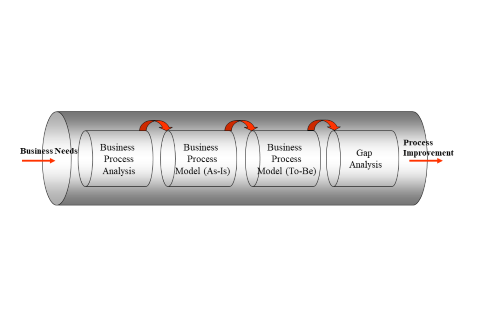 Business Needs
Business
Process
Analysis
Business
Process
Model (As-Is)
Business
Process
Model (To-Be)
Gap
Analysis
Process
Improvement